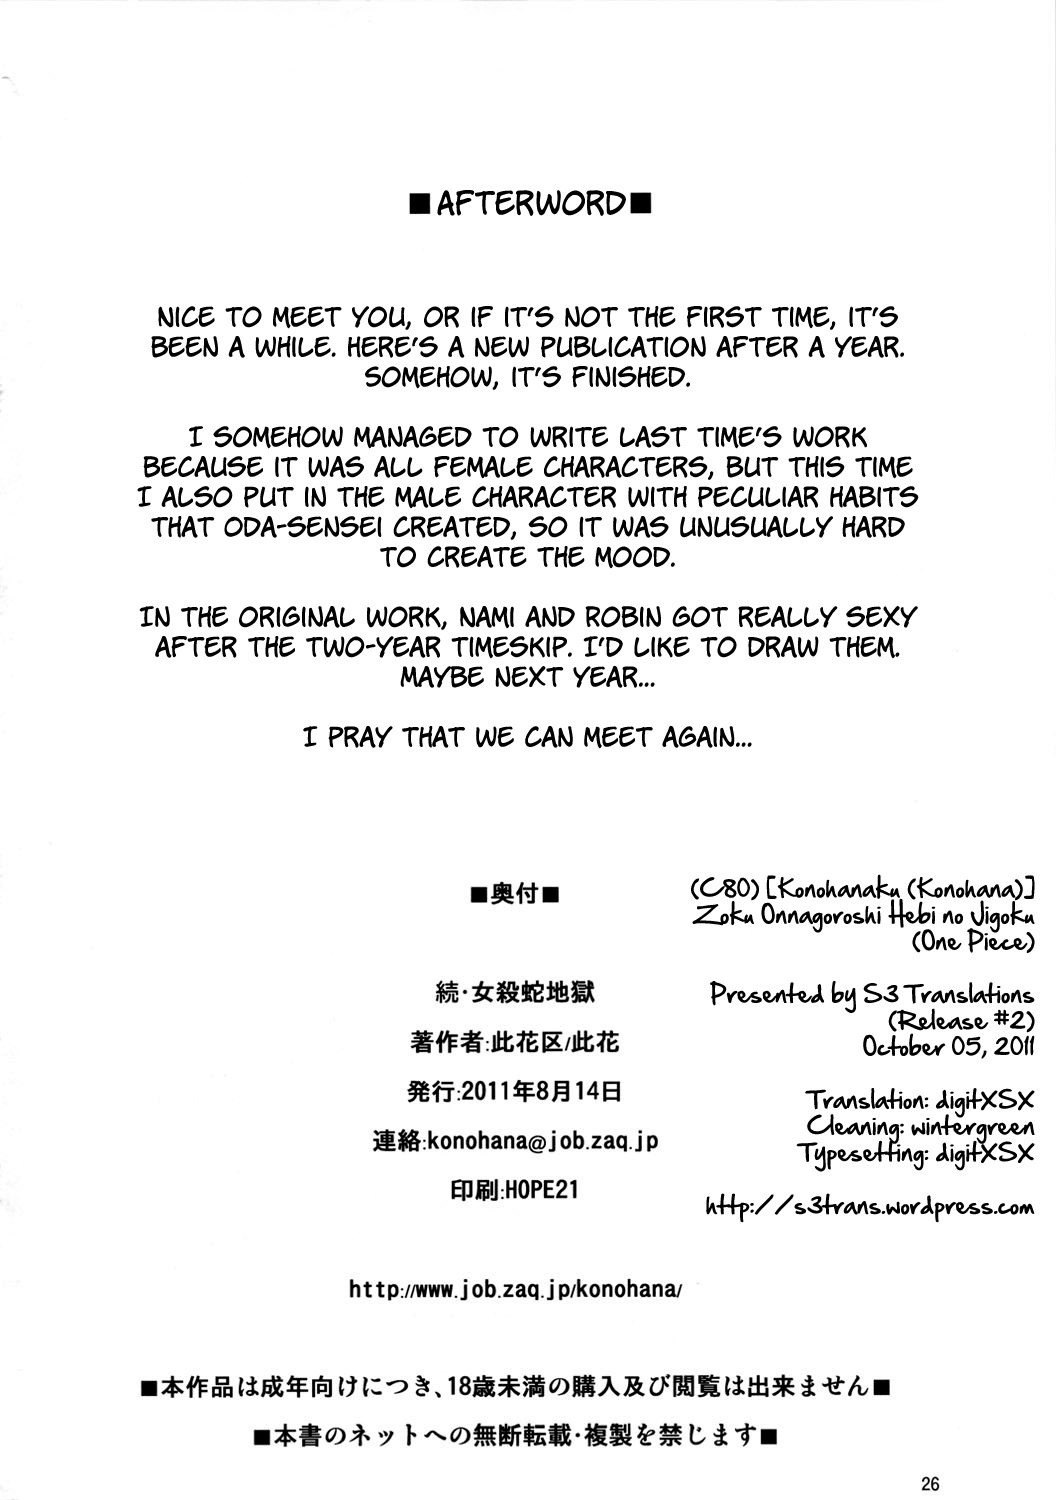 ■AFTERWORD■
NICE TO MEET YOU, OR IF IT'S NOT THE FIRST TIME, IT'S
BEEN A WHILE. HERE'S A NEW PUBLICATION AFTER A YEAR.
SOMEHOW, IT'S FINISHED.
I SOMEHOW MANAGED TO WRITE LAST TIME'S WORK
BECAUSE IT WAS ALL FEMALE CHARACTERS, BUT THIS TIME
I ALSO PUT IN THE MALE CHARACTER WITH PECULIAR HABITS
THAT ODA-SENSEI CREATED, SO IT WAS UNUSUALLY HARD
TO CREATE THE MOOD.
IN THE ORIGINAL WORK, NAMI AND ROBIN GOT REALLY SEXY
AFTER THE TWO-YEAR TIMESKIP. I'D LIKE TO DRAW THEM.
MAYBE NEXT YEAR...
I PRAY THAT WE CAN MEET AGAIN...
■奥付■
続・女殺蛇地獄
著作者:此花区/此花
発行:2011年8月14日
連絡:konohana@job.zaq.jp
印刷:HOPE21
http://www.job.zaq.jp/konohana/
(C80) [Konohanaku (Konohana)]
Zoku Onnagoroshi Hebi no Jigoku
(One Piece)
Presented by S3 Translations
(Release #2)
October 05, 2011
Translation: digitXSX
Cleaning: wintergreen
Typesetting: digitXSX
http://s3trans.wordpress.com
■本作品は成年向けにつき、18歳未満の購入及び閲覧は出来ません■
■本書のネットへの無断転載・複製を禁じます■
26